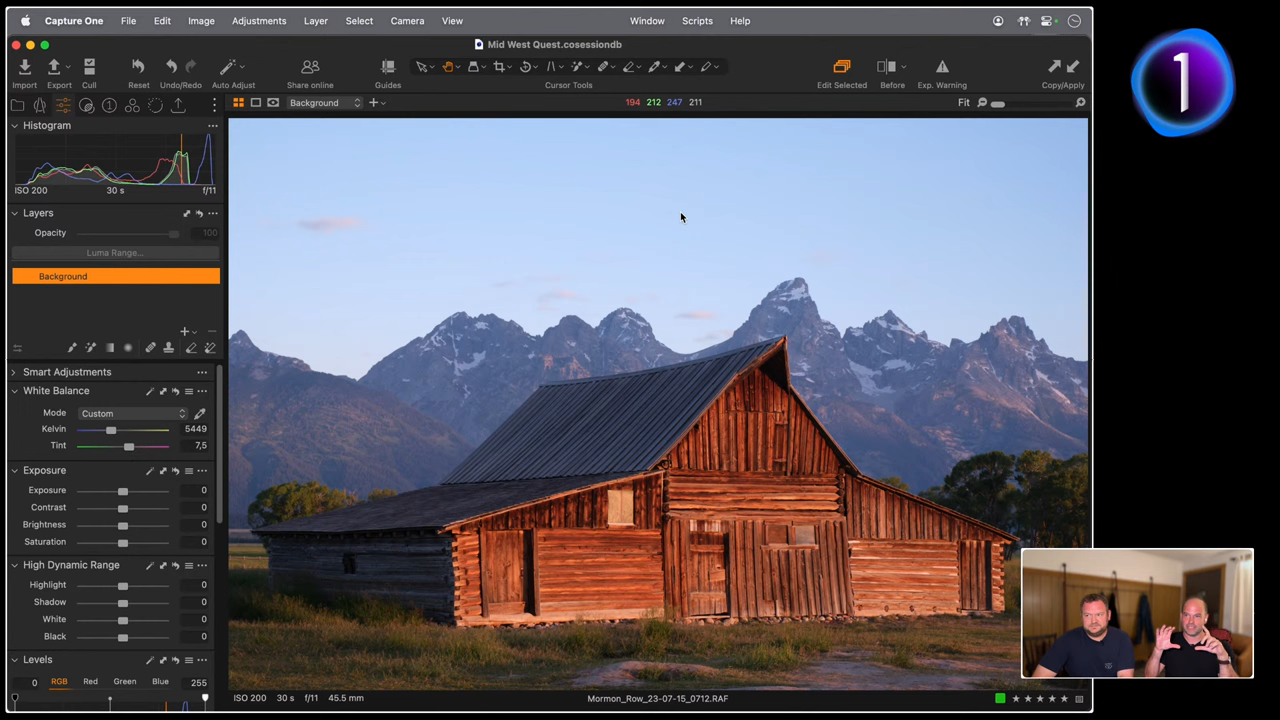 Capture One File Edit Image Adjustments Layer Select Camera View Window Scripts Help
Mid West Quest.cosessiondb
Import Export Cull Reset Undo/Redo Auto Adjust Share online Guides Cursor Tools Edit Selected Before Exp. Warning Copy/Apply
Background 194 212 247 211 Fit
Histogram
ISO 200 30 s f/11
Layers
Opacity 100
Luma Range...
Background
Smart Adjustments
White Balance
Mode Custom
Kelvin 5449
Tint 7,5
Exposure
Exposure 0
Contrast 0
Brightness 0
Saturation 0
High Dynamic Range
Highlight 0
Shadow 0
White 0
Black 0
Levels
0 RGB Red Green Blue 255
ISO 200 30 s f/11 45.5 mm Mormon_Row_23-07-15_0712.RAF
1